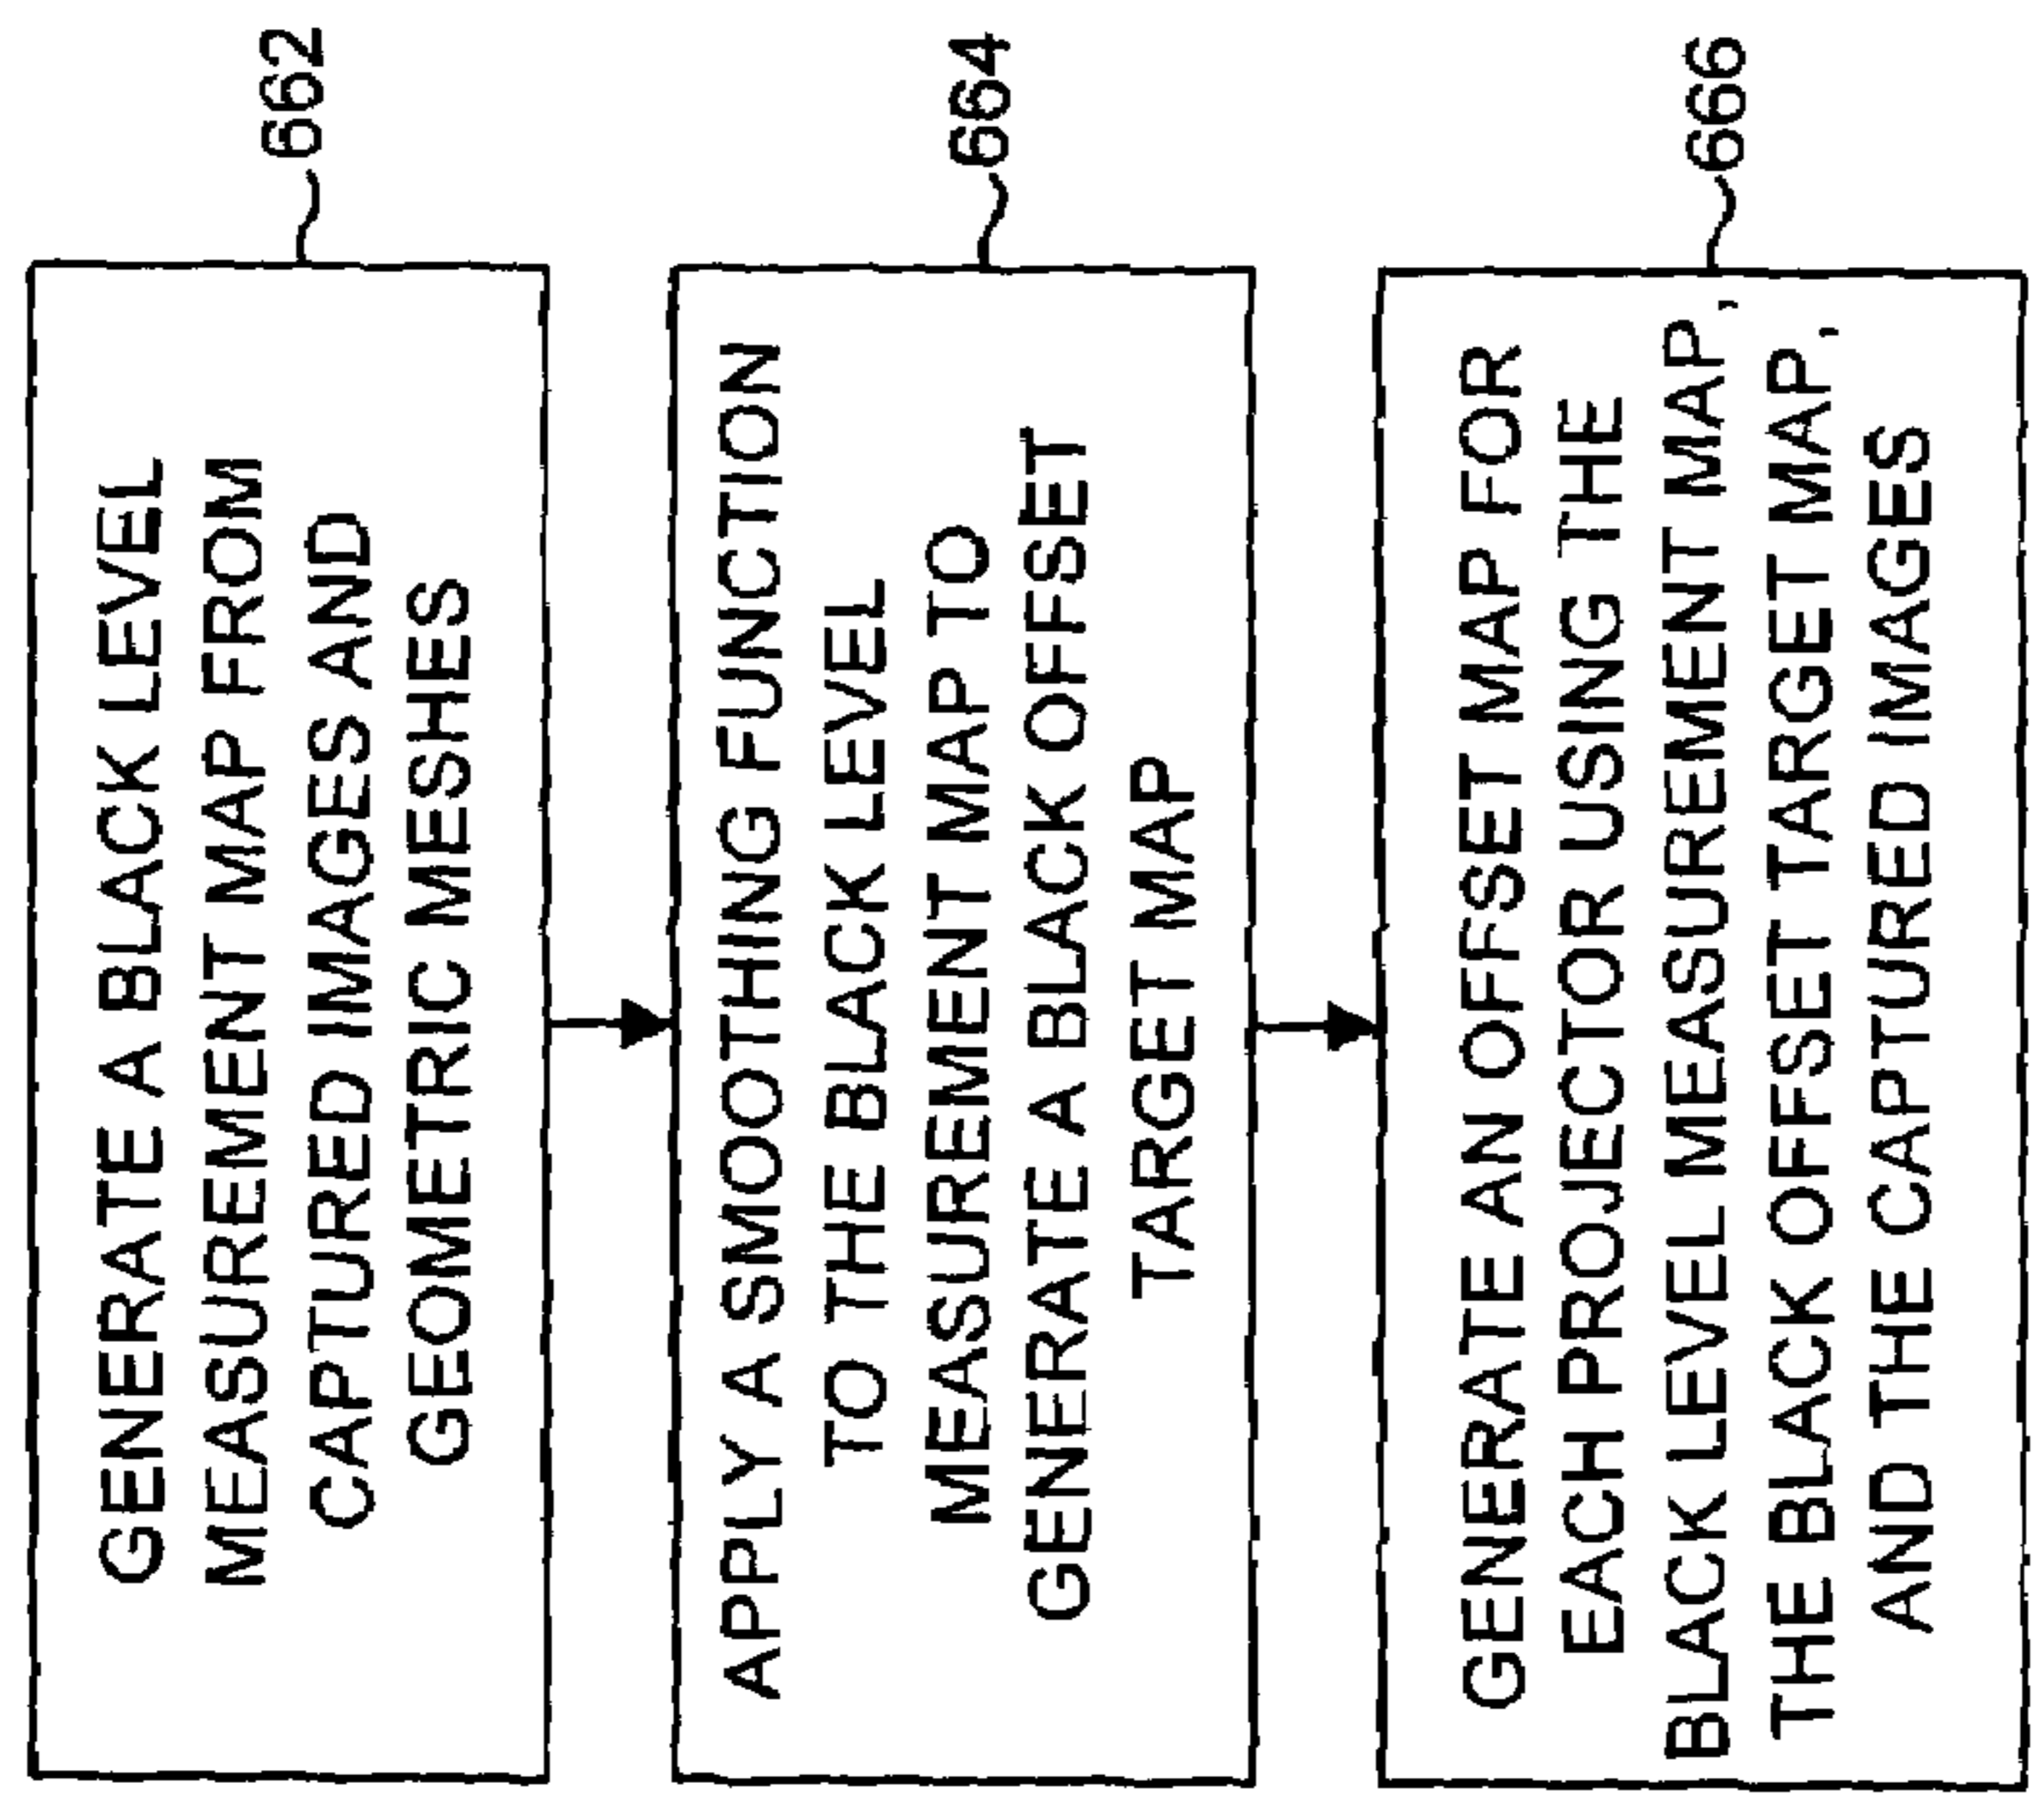 GENERATE A BLACK LEVEL
MEASUREMENT MAP FROM
CAPTURED IMAGES AND
GEOMETRIC MESHES
662
APPLY A SMOOTHING FUNCTION
TO THE BLACK LEVEL
MEASUREMENT MAP TO
GENERATE A BLACK OFFSET
TARGET MAP
664
GENERATE AN OFFSET MAP FOR
EACH PROJECTOR USING THE
BLACK LEVEL MEASUREMENT MAP,
THE BLACK OFFSET TARGET MAP,
AND THE CAPTURED IMAGES
666